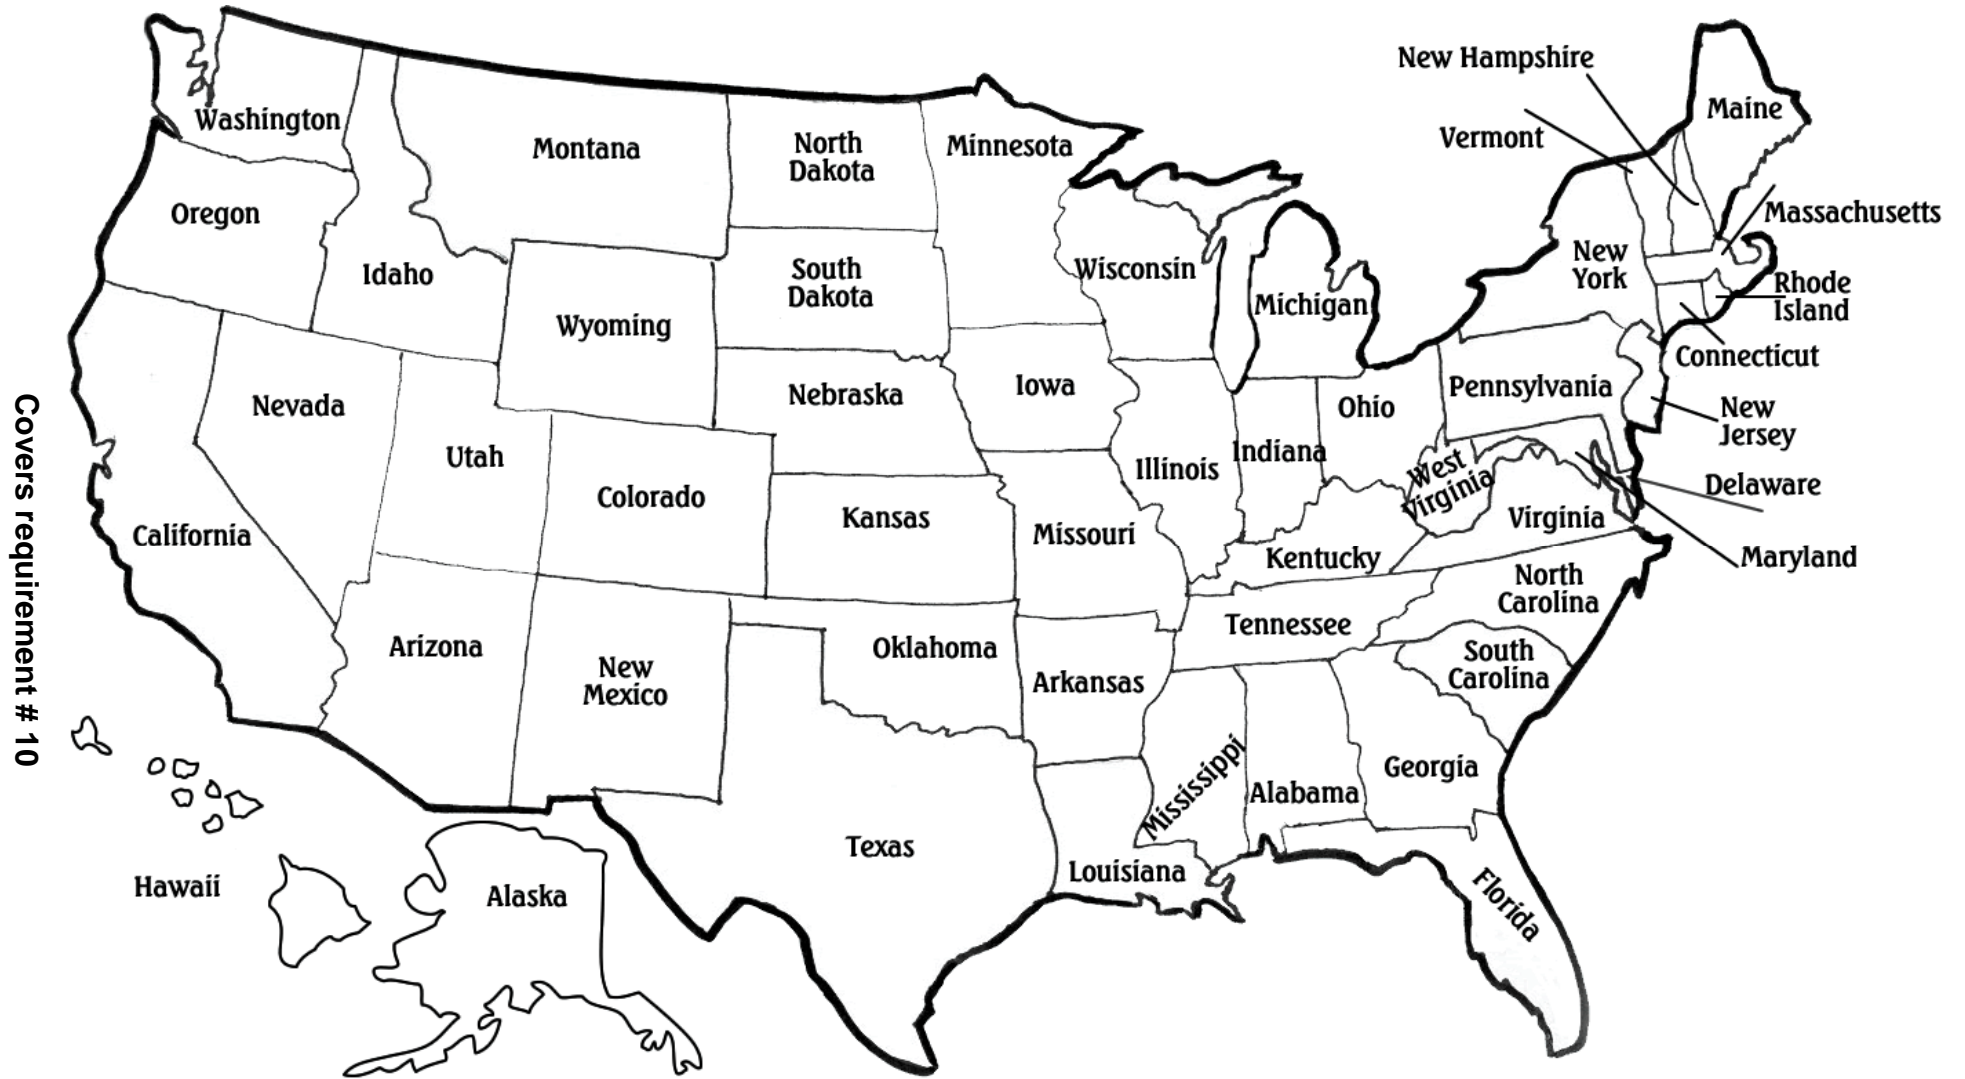 New Hampshire
Vermont
Maine
Washington
Montana
North
Dakota
Minnesota
Oregon
Idaho
South
Dakota
Wisconsin
Michigan
New
York
Massachusetts
Rhode
Island
Connecticut
Wyoming
Nebraska
Iowa
Pennsylvania
New
Jersey
Nevada
Utah
Colorado
Kansas
Illinois
Indiana
Ohio
West
Virginia
Virginia
Delaware
Maryland
California
Missouri
Kentucky
North
Carolina
Arizona
New
Mexico
Oklahoma
Arkansas
Tennessee
South
Carolina
Mississippi
Alabama
Georgia
Texas
Louisiana
Florida
Hawaii
Alaska
Covers requirement # 10